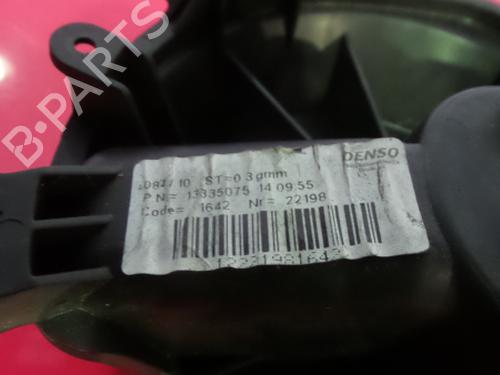 B-PARTS
DENSO
ST=0.3gmm
P.N.= 13335075 14:09:55
Code= 1642 Nr= 22198